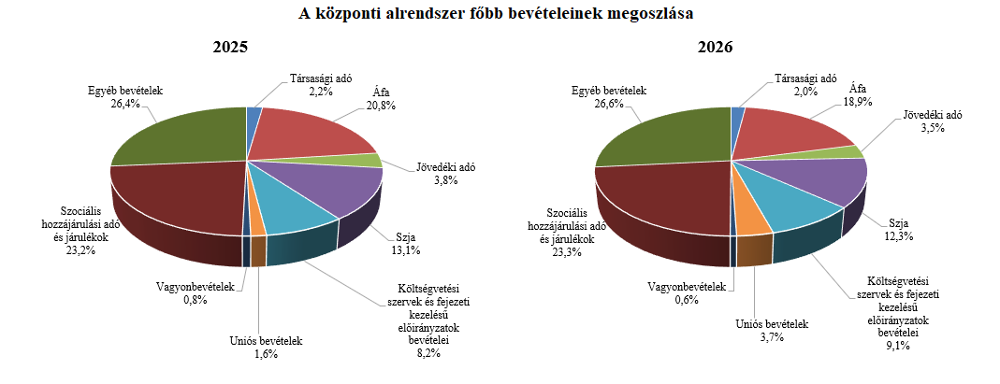 A központi alrendszer főbb bevételeinek megoszlása
2025
Társasági adó
2,2%
Áfa
20,8%
Jövedéki adó
3,8%
Szja
13,1%
Költségvetési
szervek és fejezeti
kezelésű
előirányzatok
bevételei
8,2%
Uniós bevételek
1,6%
Vagyonbevételek
0,8%
Szociális
hozzájárulási adó
és járulékok
23,2%
Egyéb bevételek
26,4%
2026
Társasági adó
2,0%
Áfa
18,9%
Jövedéki adó
3,5%
Szja
12,3%
Költségvetési
szervek és fejezeti
kezelésű
előirányzatok
bevételei
9,1%
Uniós bevételek
3,7%
Vagyonbevételek
0,6%
Szociális
hozzájárulási adó
és járulékok
23,3%
Egyéb bevételek
26,6%